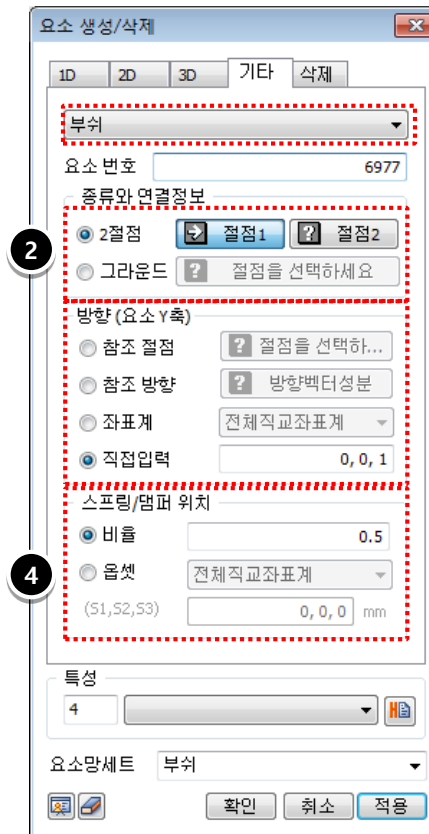 요소 생성/삭제
1D 2D 3D 기타 삭제
부쉬
요소 번호 6977
종류와 연결정보
2 2절점 절점1 ? 절점2
그라운드 ? 절점을 선택하세요
방향 (요소 Y축)
참조 절점 ? 절점을 선택하...
참조 방향 ? 방향벡터성분
좌표계 전체직교좌표계
직접입력 0, 0, 1
스프링/댐퍼 위치
비율 0.5
4 옵셋 전체직교좌표계
(S1,S2,S3) 0, 0, 0 mm
특성
4
요소망세트 부쉬
확인 취소 적용